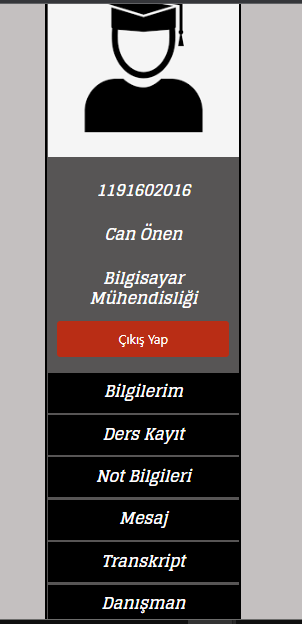 1191602016
Can Önen
Bilgisayar
Mühendisliği
Çıkış Yap
Bilgilerim
Ders Kayıt
Not Bilgileri
Mesaj
Transkript
Danışman